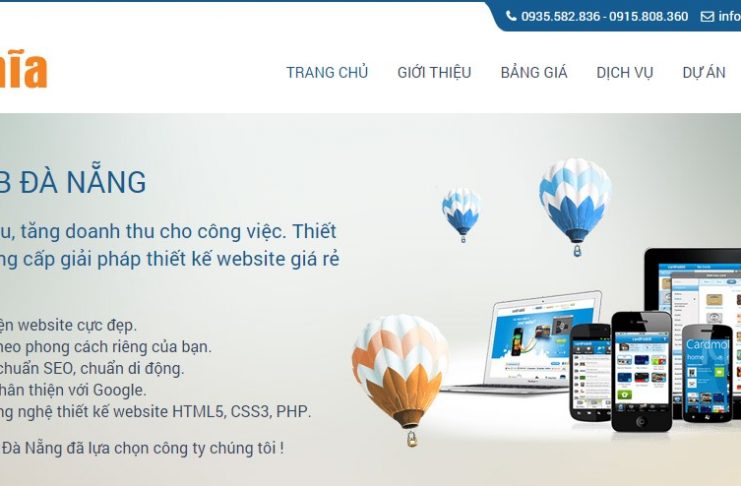 0935.582.836 - 0915.808.360 info
nĩa
TRANG CHỦ GIỚI THIỆU BẢNG GIÁ DỊCH VỤ DỰ ÁN
B ĐÀ NẴNG
u, tăng doanh thu cho công việc. Thiết
ng cấp giải pháp thiết kế website giá rẻ
ện website cực đẹp.
heo phong cách riêng của bạn.
chuẩn SEO, chuẩn di động.
hân thiện với Google.
ng nghệ thiết kế website HTML5, CSS3, PHP.
Đà Nẵng đã lựa chọn công ty chúng tôi !
Cardmo
home